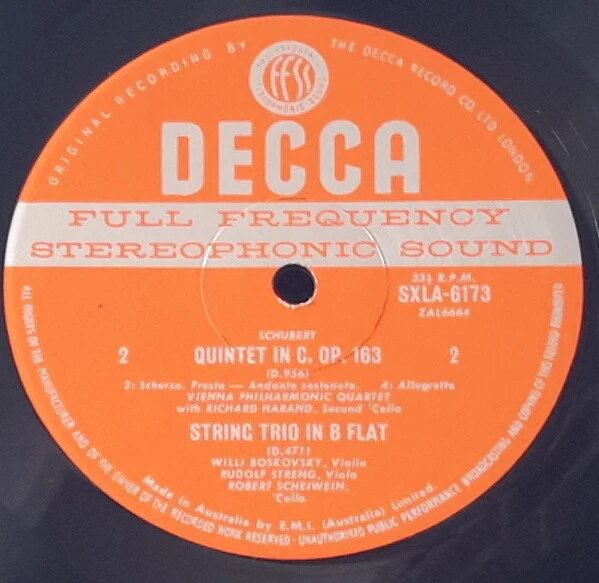 ORIGINAL RECORDING BY THE DECCA RECORD CO LTD LONDON
FFSS
DECCA
FULL FREQUENCY
STEREOPHONIC SOUND
33⅓ R.P.M.
SXLA-6173
ZAL6664
SCHUBERT
2 QUINTET IN C, OP. 163 2
(D.956)
3: Scherzo. Presto — Andante sostenuto. 4: Allegretto
VIENNA PHILHARMONIC QUARTET
with RICHARD HARAND, Second 'Cello
STRING TRIO IN B FLAT
(D.471)
WILLI BOSKOVSKY, Violin
RUDOLF STRENG, Viola
ROBERT SCHEIWEIN,
'Cello
Made in Australia by E.M.I. (Australia) Limited.
ALL RIGHTS OF THE MANUFACTURER AND OF THE OWNER OF THE RECORDED WORK RESERVED · UNAUTHORISED PUBLIC PERFORMANCE BROADCASTING AND COPYING OF THIS RECORD PROHIBITED